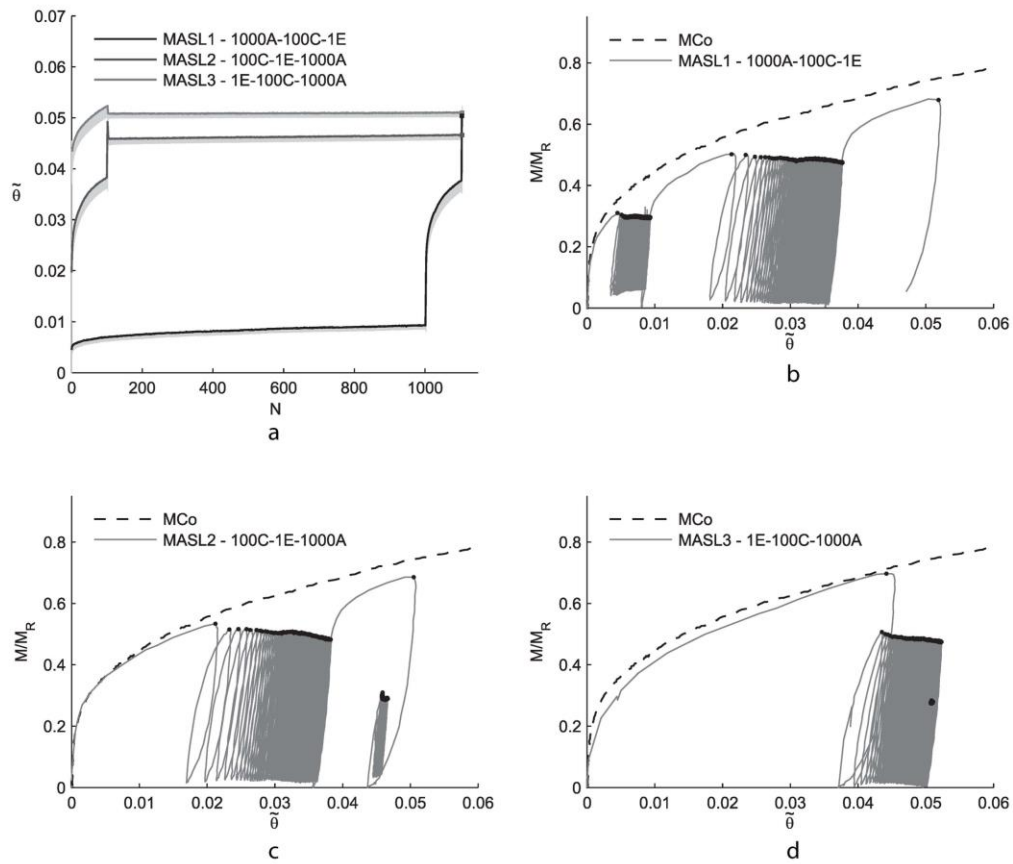 0.07
0.06
0.05
0.04
0.03
0.02
0.01
0
θ̃
MASL1 - 1000A-100C-1E
MASL2 - 100C-1E-1000A
MASL3 - 1E-100C-1000A
0 200 400 600 800 1000
N
a
0.8
0.6
0.4
0.2
0
M/M_R
MCo
MASL1 - 1000A-100C-1E
0 0.01 0.02 0.03 0.04 0.05 0.06
θ̃
b
0.8
0.6
0.4
0.2
0
M/M_R
MCo
MASL2 - 100C-1E-1000A
0 0.01 0.02 0.03 0.04 0.05 0.06
θ̃
c
0.8
0.6
0.4
0.2
0
M/M_R
MCo
MASL3 - 1E-100C-1000A
0 0.01 0.02 0.03 0.04 0.05 0.06
θ̃
d